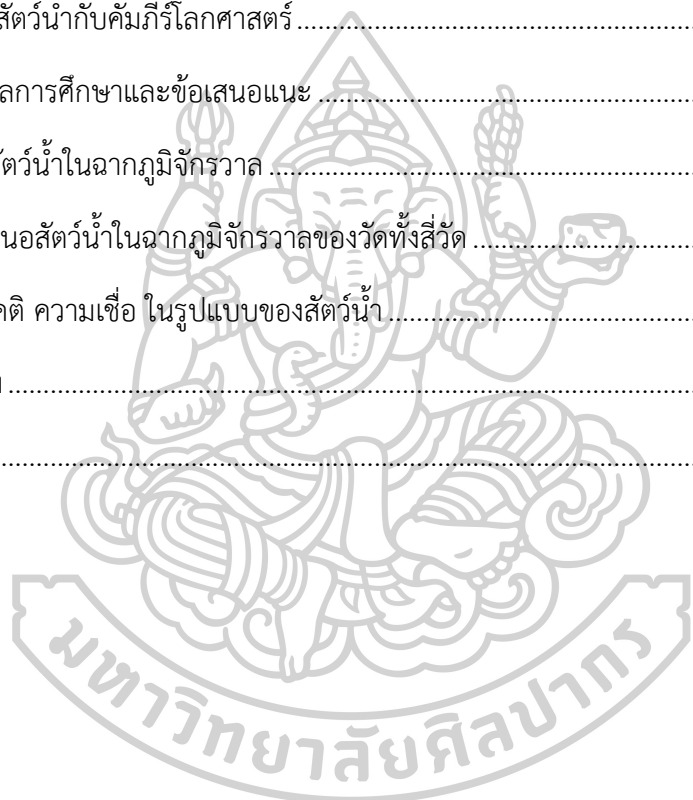 สัตว์น้ำกับคัมภีร์โลกศาสตร์........................................
ลการศึกษาและข้อเสนอแนะ........................................
ัตว์น้ำในฉากภูมิจักรวาล........................................
นอสัตว์น้ำในฉากภูมิจักรวาลของวัดทั้งสี่วัด........................................
คติ ความเชื่อ ในรูปแบบของสัตว์น้ำ........................................
มหาวิทยาลัยศิลปากร